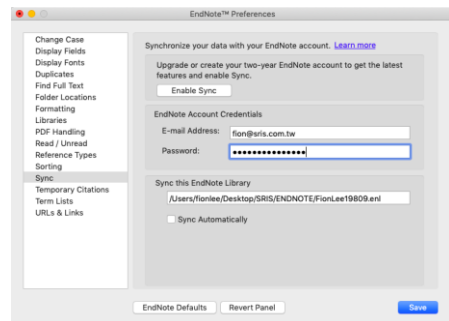 EndNote™ Preferences
Change Case
Display Fields
Display Fonts
Duplicates
Find Full Text
Folder Locations
Formatting
Libraries
PDF Handling
Read / Unread
Reference Types
Sorting
Sync
Temporary Citations
Term Lists
URLs & Links
Synchronize your data with your EndNote account. Learn more
Upgrade or create your two-year EndNote account to get the latest
features and enable Sync.
Enable Sync
EndNote Account Credentials
E-mail Address: fion@sris.com.tw
Password: ●●●●●●●●●●●●●●●
Sync this EndNote Library
/Users/fionlee/Desktop/SRIS/ENDNOTE/FionLee19809.enl
Sync Automatically
EndNote Defaults
Revert Panel
Save